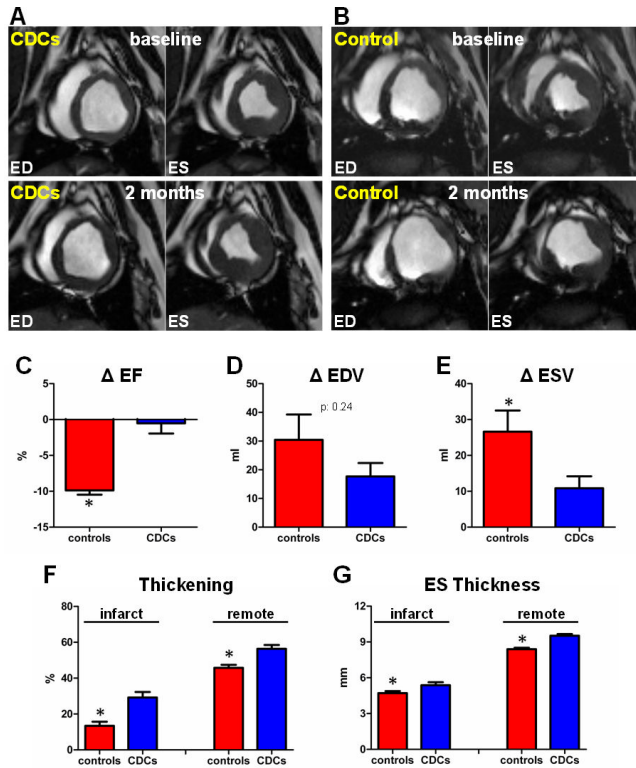 A
B
CDCs baseline
Control baseline
ED ES
ED ES
CDCs 2 months
Control 2 months
ED ES
ED ES
C
Δ EF
5
0
-5
-10
-15
%
*
controls CDCs
D
Δ EDV
50
40
30
20
10
0
ml
p: 0.24
controls CDCs
E
Δ ESV
40
30
20
10
0
ml
*
controls CDCs
F
Thickening
infarct remote
80
60
40
20
0
%
* *
controls CDCs controls CDCs
G
ES Thickness
infarct remote
12
9
6
3
0
mm
* *
controls CDCs controls CDCs